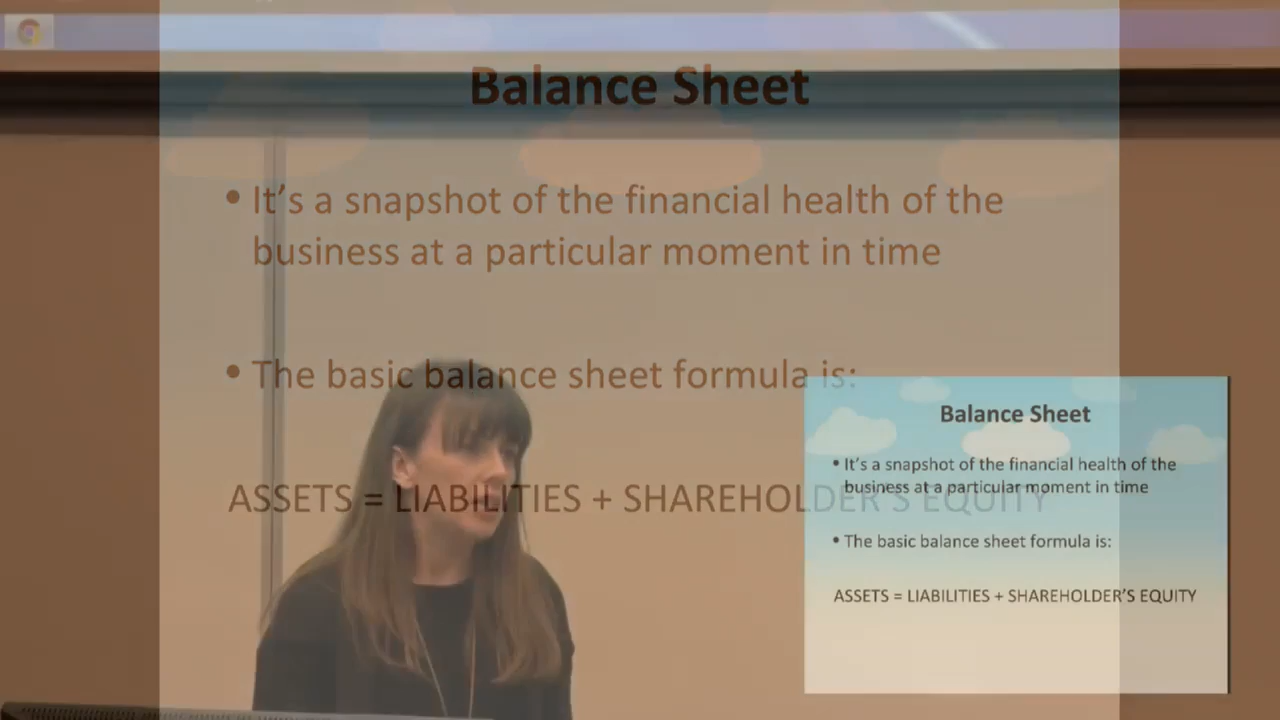 Balance Sheet
• It's a snapshot of the financial health of the
business at a particular moment in time
• The basic balance sheet formula is:
ASSETS = LIABILITIES + SHAREHOLDER'S EQUITY
Balance Sheet
• It's a snapshot of the financial health of the
business at a particular moment in time
• The basic balance sheet formula is:
ASSETS = LIABILITIES + SHAREHOLDER'S EQUITY